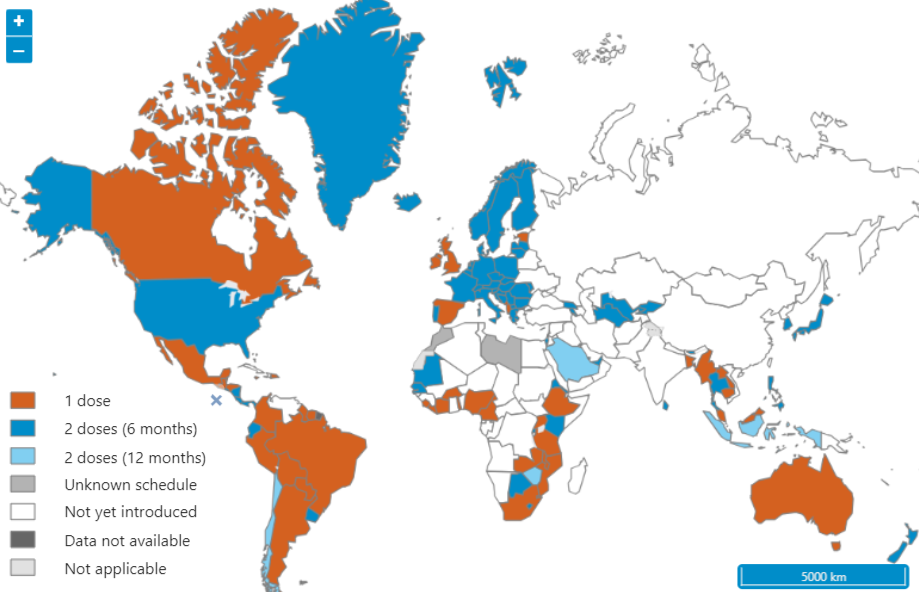 +
−
1 dose
2 doses (6 months)
2 doses (12 months)
Unknown schedule
Not yet introduced
Data not available
Not applicable
5000 km